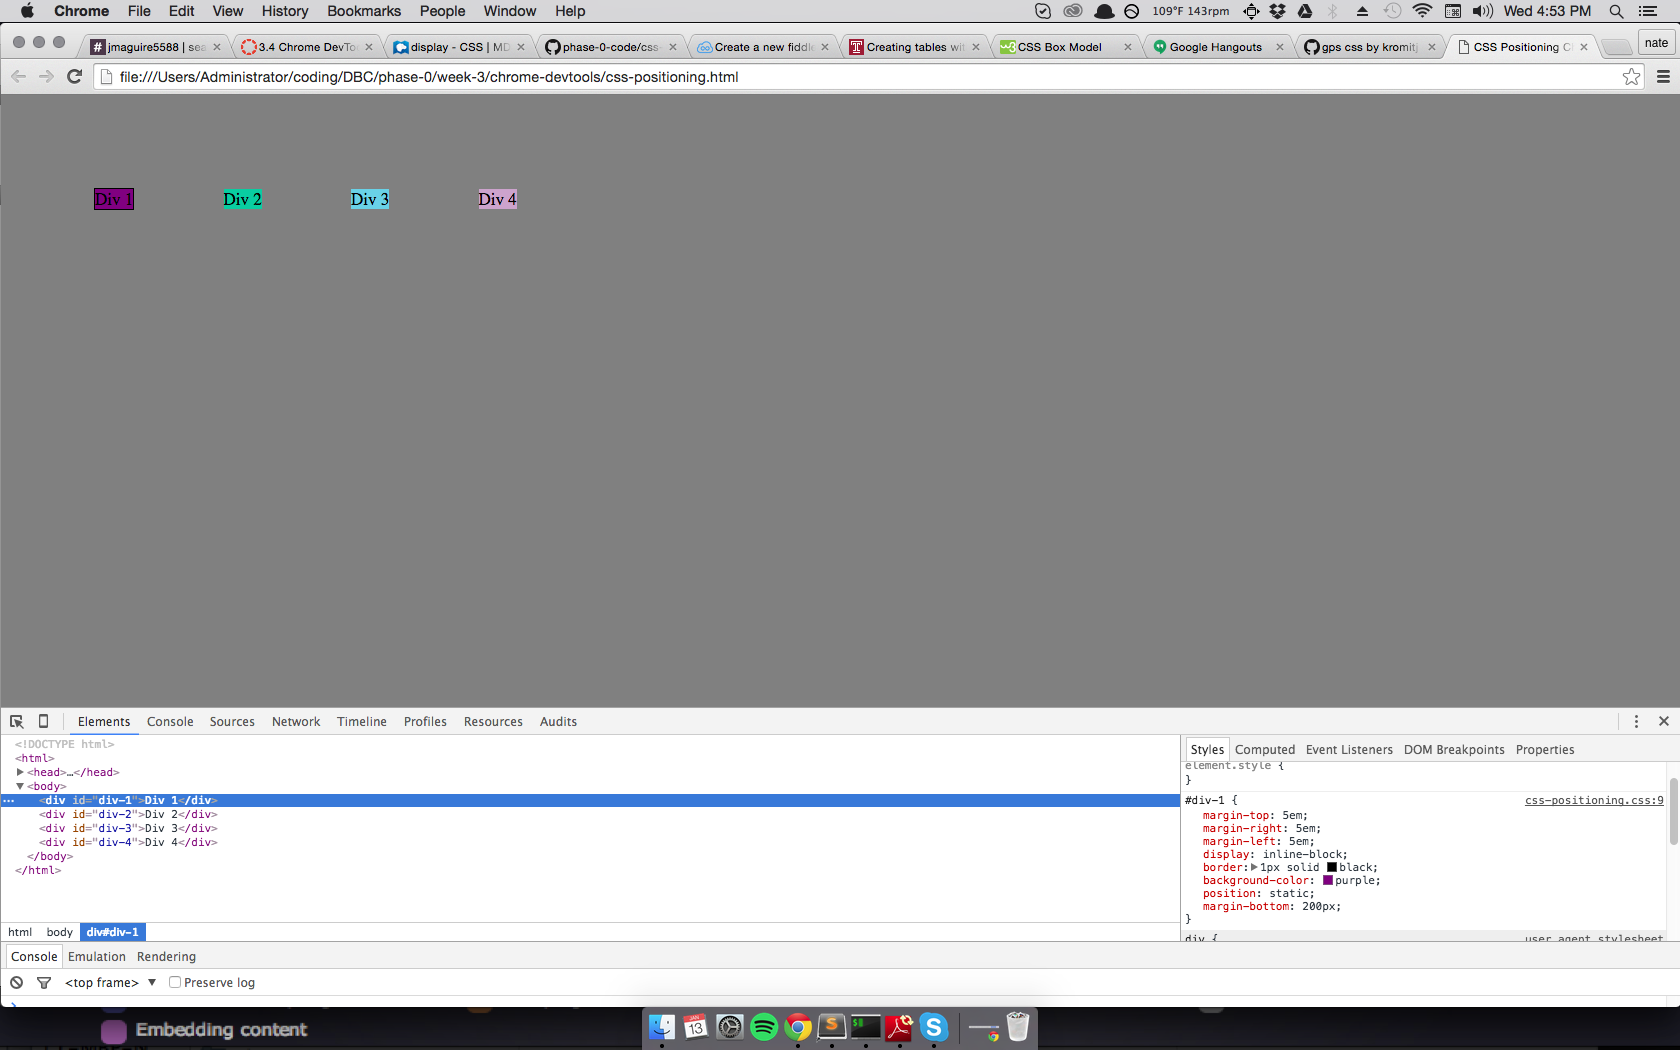 Chrome File Edit View History Bookmarks People Window Help 109°F 143rpm Wed 4:53 PM
# jmaguire5588 | sea 3.4 Chrome DevTo display - CSS | MD phase-0-code/css- Create a new fiddle Creating tables wit CSS Box Model Google Hangouts gps css by kromitj CSS Positioning C nate
file:///Users/Administrator/coding/DBC/phase-0/week-3/chrome-devtools/css-positioning.html
Div 1 Div 2 Div 3 Div 4
Elements Console Sources Network Timeline Profiles Resources Audits
<!DOCTYPE html>
<html>
<head>…</head>
<body>
<div id="div-1">Div 1</div>
<div id="div-2">Div 2</div>
<div id="div-3">Div 3</div>
<div id="div-4">Div 4</div>
</body>
</html>
html body div#div-1
Styles Computed Event Listeners DOM Breakpoints Properties
element.style {
}
#div-1 { css-positioning.css:9
margin-top: 5em;
margin-right: 5em;
margin-left: 5em;
display: inline-block;
border: 1px solid black;
background-color: purple;
position: static;
margin-bottom: 200px;
}
div { user agent stylesheet
Console Emulation Rendering
<top frame> Preserve log
Embedding content
JAN 13